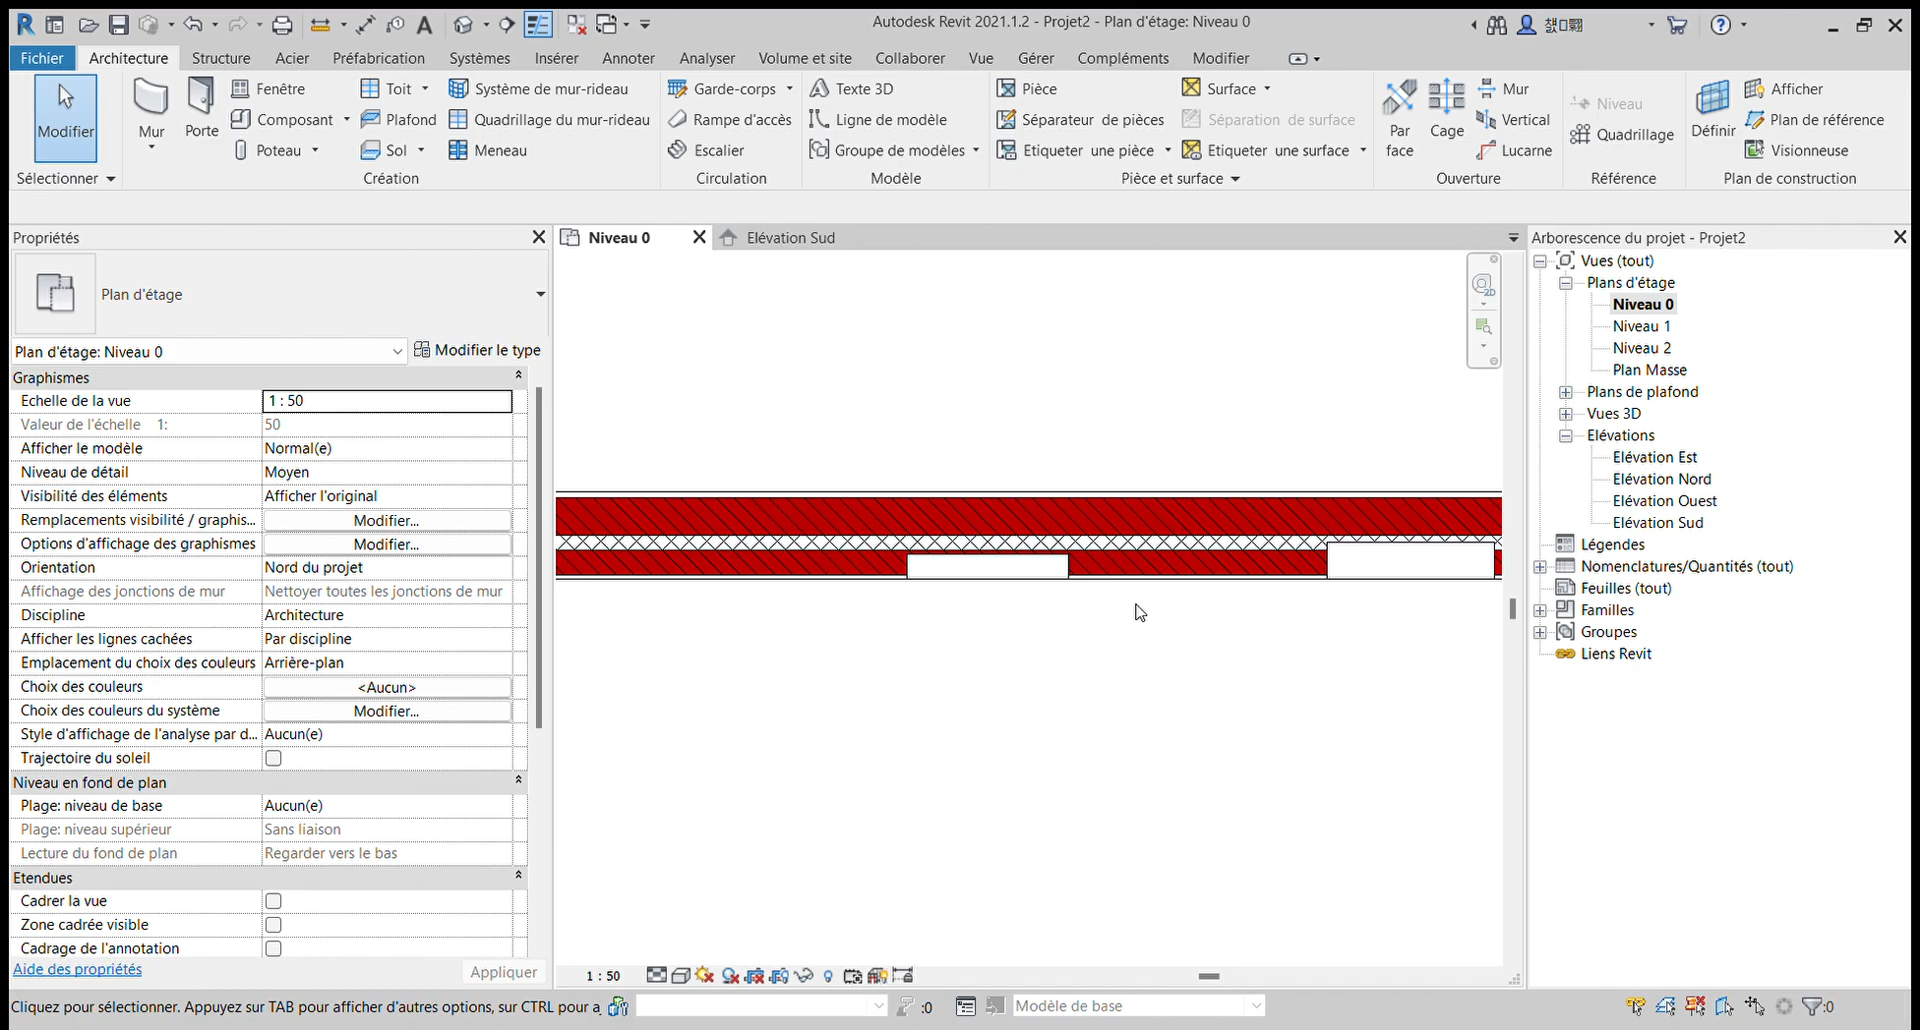 Autodesk Revit 2021.1.2 - Projet2 - Plan d'étage: Niveau 0
Fichier Architecture Structure Acier Préfabrication Systèmes Insérer Annoter Analyser Volume et site Collaborer Vue Gérer Compléments Modifier
Modifier
Sélectionner
Mur
Porte
Fenêtre
Composant
Poteau
Toit
Plafond
Sol
Système de mur-rideau
Quadrillage du mur-rideau
Meneau
Création
Garde-corps
Rampe d'accès
Escalier
Circulation
Texte 3D
Ligne de modèle
Groupe de modèles
Modèle
Pièce
Séparateur de pièces
Etiqueter une pièce
Surface
Séparation de surface
Etiqueter une surface
Pièce et surface
Par face
Cage
Mur
Vertical
Lucarne
Ouverture
Niveau
Quadrillage
Référence
Définir
Afficher
Plan de référence
Visionneuse
Plan de construction
Propriétés
Plan d'étage
Plan d'étage: Niveau 0
Modifier le type
Graphismes
Echelle de la vue 1 : 50
Valeur de l'échelle 1: 50
Afficher le modèle Normal(e)
Niveau de détail Moyen
Visibilité des éléments Afficher l'original
Remplacements visibilité / graphis... Modifier...
Options d'affichage des graphismes Modifier...
Orientation Nord du projet
Affichage des jonctions de mur Nettoyer toutes les jonctions de mur
Discipline Architecture
Afficher les lignes cachées Par discipline
Emplacement du choix des couleurs Arrière-plan
Choix des couleurs <Aucun>
Choix des couleurs du système Modifier...
Style d'affichage de l'analyse par d... Aucun(e)
Trajectoire du soleil
Niveau en fond de plan
Plage: niveau de base Aucun(e)
Plage: niveau supérieur Sans liaison
Lecture du fond de plan Regarder vers le bas
Etendues
Cadrer la vue
Zone cadrée visible
Cadrage de l'annotation
Aide des propriétés
Appliquer
Niveau 0
Elévation Sud
2D
1 : 50
Arborescence du projet - Projet2
Vues (tout)
Plans d'étage
Niveau 0
Niveau 1
Niveau 2
Plan Masse
Plans de plafond
Vues 3D
Elévations
Elévation Est
Elévation Nord
Elévation Ouest
Elévation Sud
Légendes
Nomenclatures/Quantités (tout)
Feuilles (tout)
Familles
Groupes
Liens Revit
Cliquez pour sélectionner. Appuyez sur TAB pour afficher d'autres options, sur CTRL pour a
:0
Modèle de base
:0